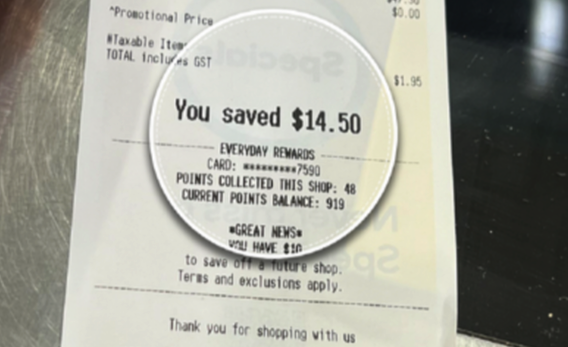 ^Promotional Price
$0.00
#Taxable Items
TOTAL includes GST
$1.95
You saved $14.50
EVERYDAY REWARDS
CARD: *********7590
POINTS COLLECTED THIS SHOP: 48
CURRENT POINTS BALANCE: 919
*GREAT NEWS*
YOU HAVE $10
to save off a future shop.
Terms and exclusions apply.
Thank you for shopping with us